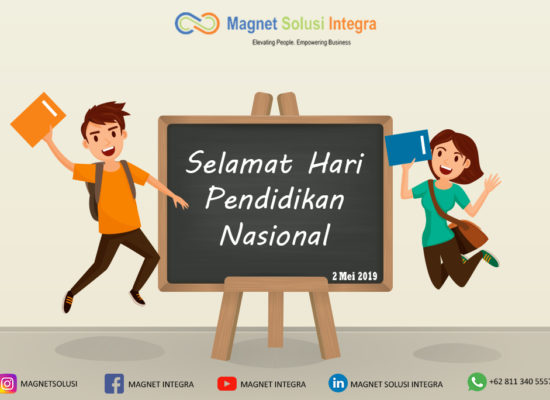 Magnet Solusi Integra
Elevating People. Empowering Business
Selamat Hari
Pendidikan
Nasional
2 Mei 2019
MAGNETSOLUSI
MAGNET INTEGRA
MAGNET INTEGRA
MAGNET SOLUSI INTEGRA
+62 811 340 5557